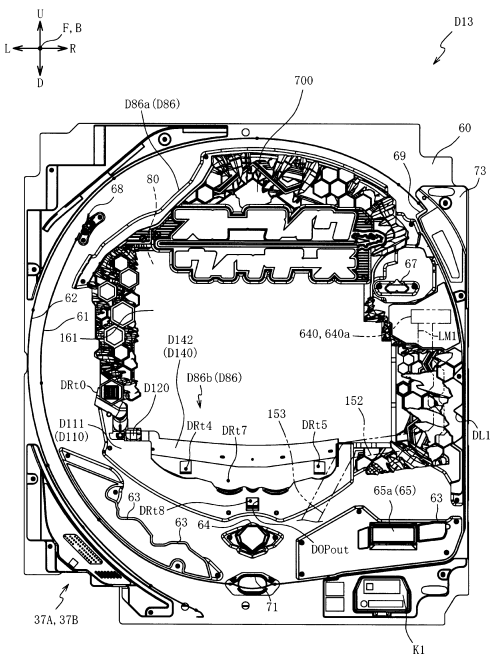 U
F,B
L
R
D
D13
D86a(D86)
700
60
80
69
73
68
67
62
61
161
640,640a
LM1
D142
(D140)
DRt0
D120
D86b(D86)
DRt4
DRt7
153
DRt5
152
DL1
D111
(D110)
65a(65)
63
DRt8
63
63
64
DOPout
71
37A,37B
K1